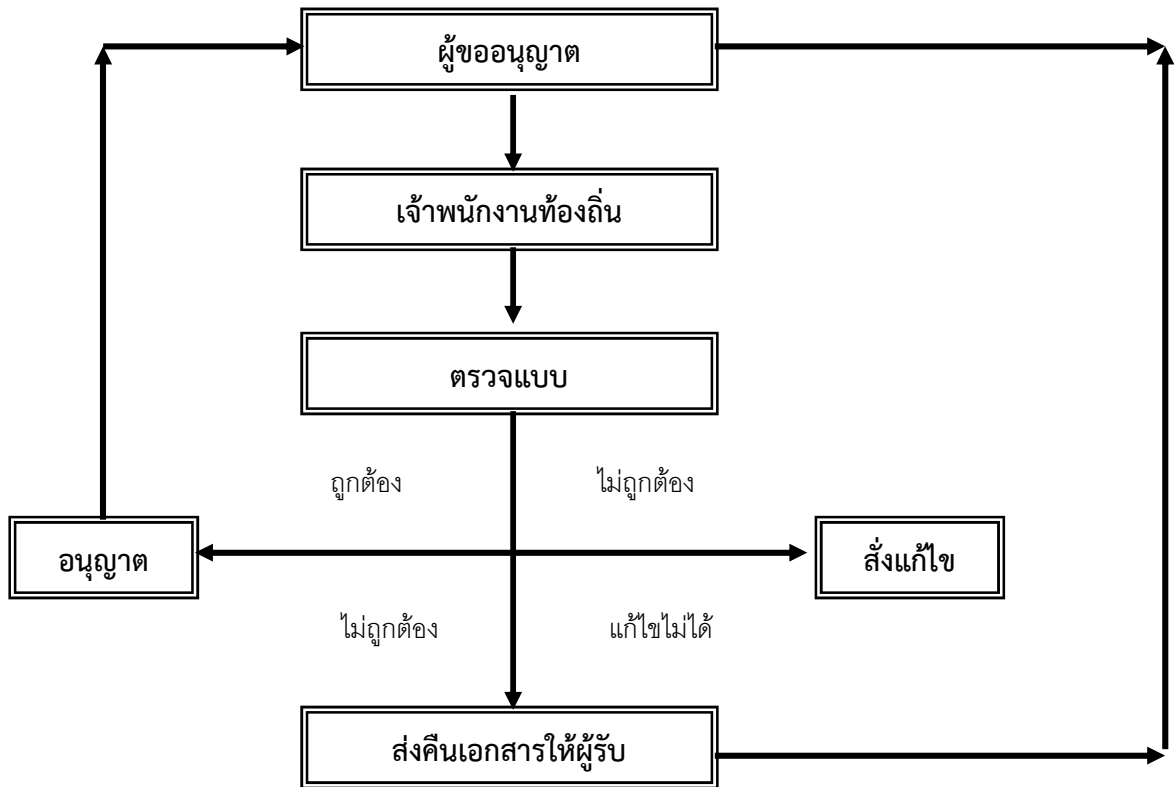 ผู้ขออนุญาต
เจ้าพนักงานท้องถิ่น
ตรวจแบบ
ถูกต้อง
ไม่ถูกต้อง
อนุญาต
สั่งแก้ไข
ไม่ถูกต้อง
แก้ไขไม่ได้
ส่งคืนเอกสารให้ผู้รับ